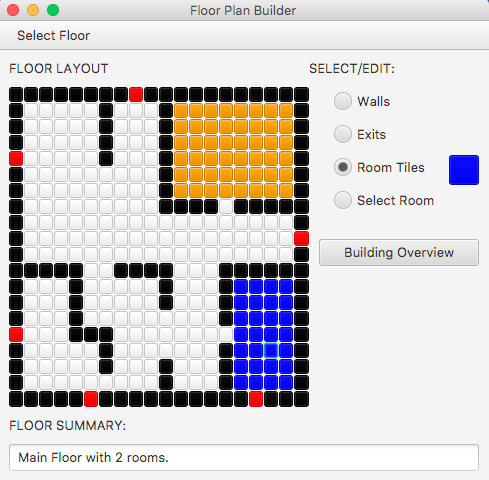 Floor Plan Builder
Select Floor
FLOOR LAYOUT
SELECT/EDIT:
Walls
Exits
Room Tiles
Select Room
Building Overview
FLOOR SUMMARY:
Main Floor with 2 rooms.